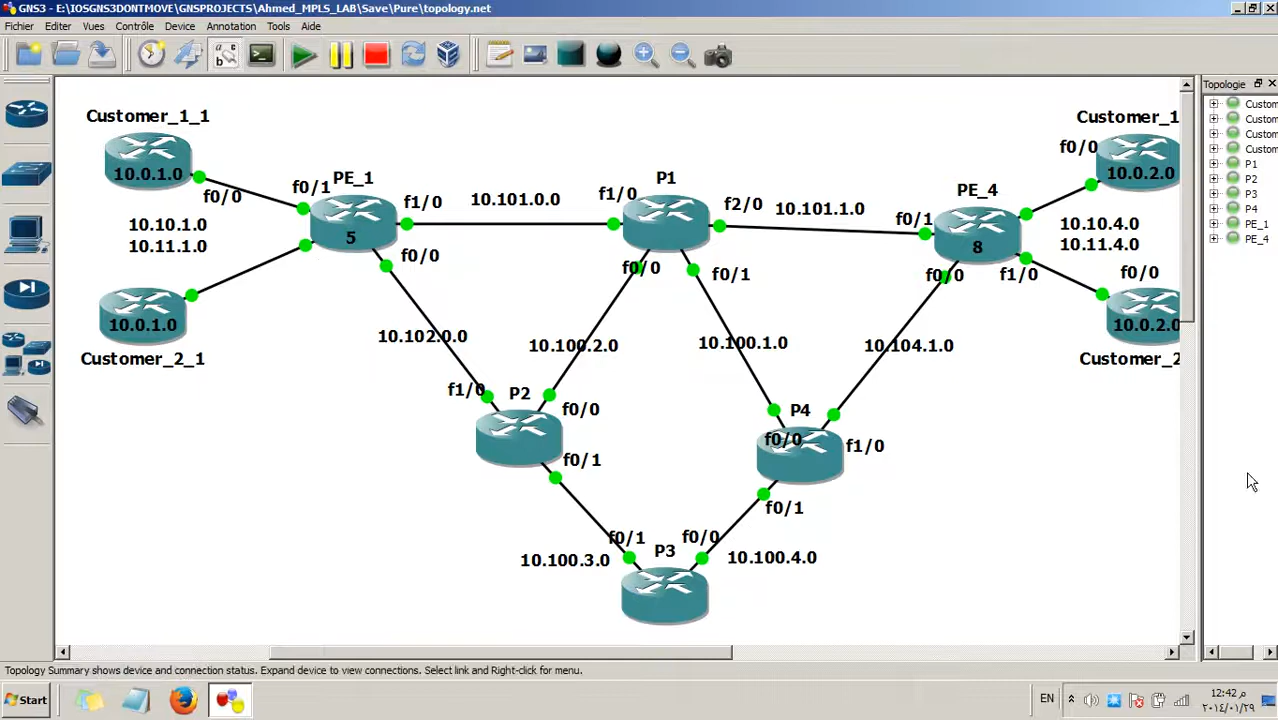 GNS3 - E:\IOSGNS3DONTMOVE\GNSPROJECTS\Ahmed_MPLS_LAB\Save\Pure\topology.net
Fichier Editer Vues Contrôle Device Annotation Tools Aide
Topologie
Custom
Custom
Custom
Custom
P1
P2
P3
P4
PE_1
PE_4
Customer_1_1
10.0.1.0
f0/0
f0/1
PE_1
5
f1/0
f0/0
10.10.1.0
10.11.1.0
10.0.1.0
Customer_2_1
10.101.0.0
f1/0
P1
f2/0
f0/0
f0/1
10.101.1.0
f0/1
PE_4
8
f0/0
f1/0
Customer_1
f0/0
10.0.2.0
10.10.4.0
10.11.4.0
f0/0
10.0.2.0
Customer_2
10.102.0.0
10.100.2.0
10.100.1.0
10.104.1.0
f1/0
P2
f0/0
f0/1
P4
f0/0
f1/0
f0/1
f0/1
P3
f0/0
10.100.3.0
10.100.4.0
Topology Summary shows device and connection status. Expand device to view connections. Select link and Right-click for menu.
Start
EN
12:42 م
٢٠١٤/٠١/٢٩